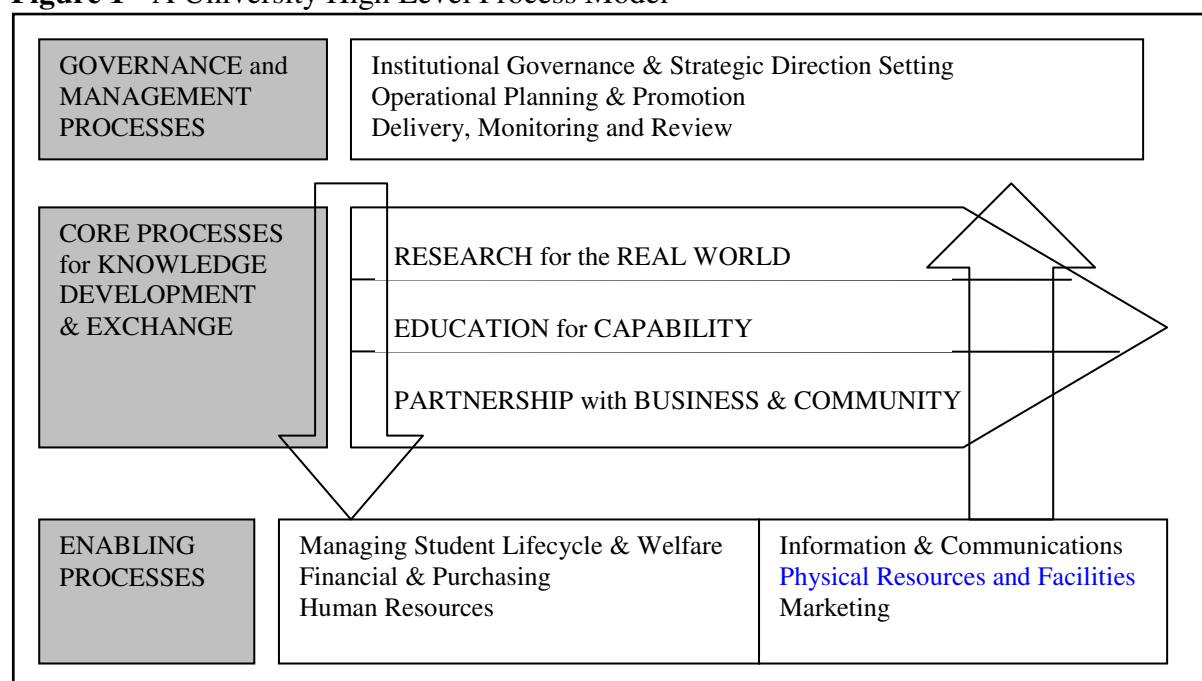 Figure 1 A University High Level Process Model
GOVERNANCE and
MANAGEMENT
PROCESSES
Institutional Governance & Strategic Direction Setting
Operational Planning & Promotion
Delivery, Monitoring and Review
CORE PROCESSES
for KNOWLEDGE
DEVELOPMENT
& EXCHANGE
RESEARCH for the REAL WORLD
EDUCATION for CAPABILITY
PARTNERSHIP with BUSINESS & COMMUNITY
ENABLING
PROCESSES
Managing Student Lifecycle & Welfare
Financial & Purchasing
Human Resources
Information & Communications
Physical Resources and Facilities
Marketing